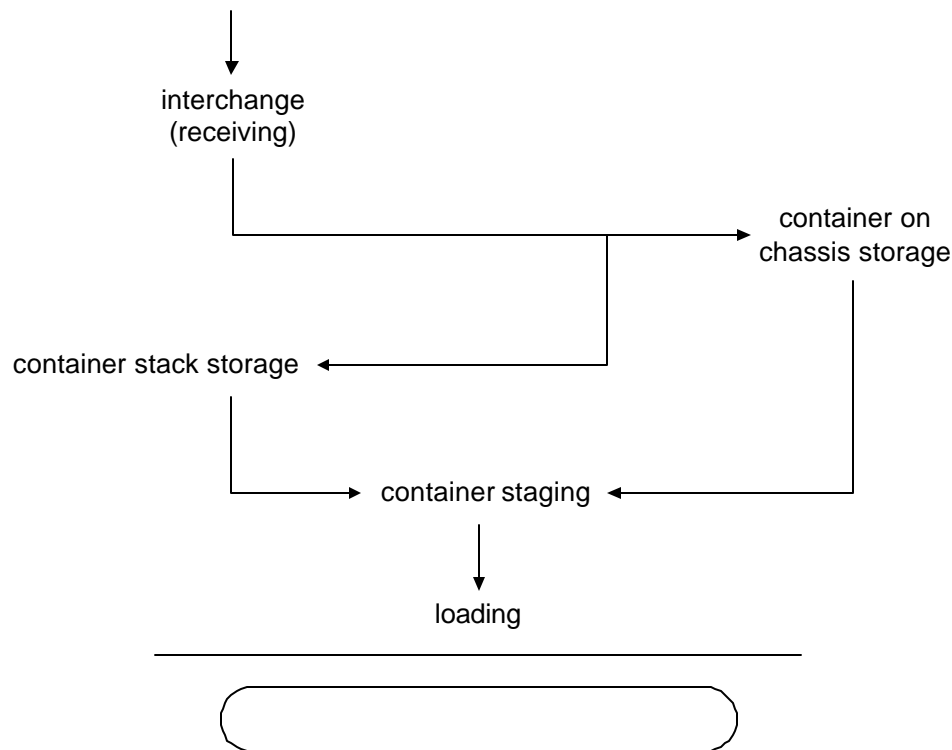 interchange
(receiving)
container on
chassis storage
container stack storage
container staging
loading